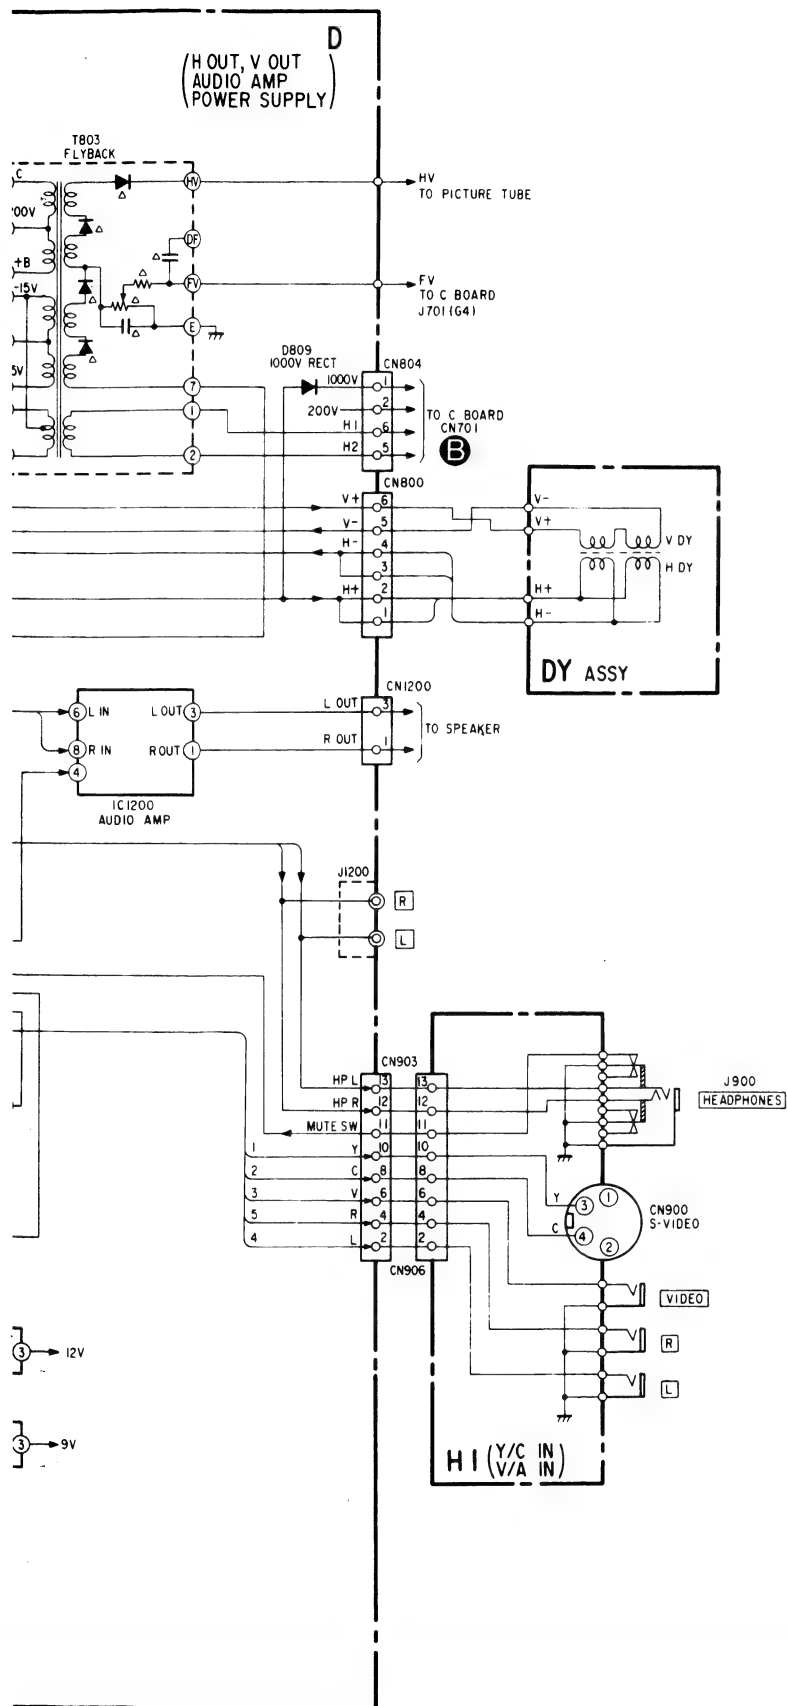 D
(H OUT, V OUT
AUDIO AMP
POWER SUPPLY)
T803
FLYBACK
C
HV
HV
TO PICTURE TUBE
200V
DF
+B
FV
FV
TO C BOARD
J701(G4)
-15V
E
D809
1000V RECT
CN804
5V
7
1000V
1
1
200V
2
TO C BOARD
CN701
H1
6
B
2
H2
5
CN800
V+
6
V-
V-
5
V+
V DY
H-
4
H DY
3
H+
2
H+
1
H-
DY ASSY
CN1200
6
L IN
L OUT
3
L OUT
3
TO SPEAKER
8
R IN
R OUT
1
R OUT
1
4
IC1200
AUDIO AMP
J1200
R
L
CN903
HP L
13
13
J900
HEADPHONES
HP R
12
12
MUTE SW
11
11
1
Y
10
10
2
C
8
8
3
V
6
6
5
R
4
4
4
L
2
2
CN906
Y
3
1
CN900
S-VIDEO
C
4
2
VIDEO
R
3
12V
L
3
9V
H1 (Y/C IN
V/A IN)